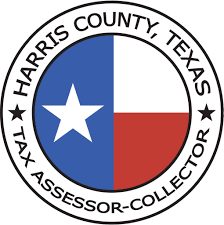 HARRIS COUNTY, TEXAS
TAX ASSESSOR-COLLECTOR